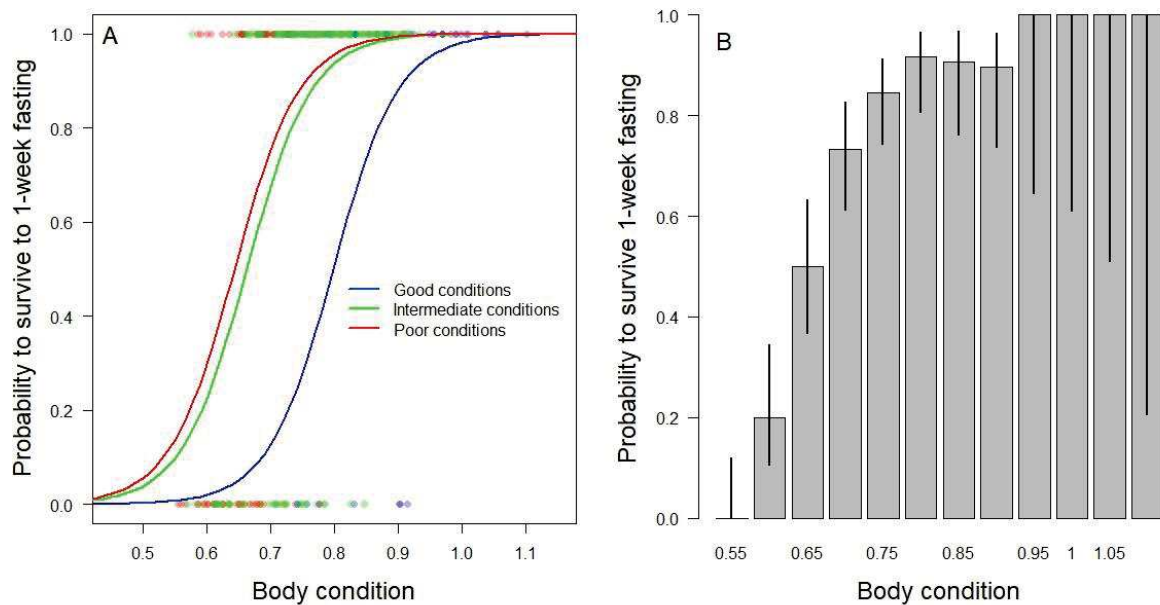 A
Probability to survive to 1-week fasting
1.0
0.8
0.6
0.4
0.2
0.0
Good conditions
Intermediate conditions
Poor conditions
0.5 0.6 0.7 0.8 0.9 1.0 1.1
Body condition
B
Probability to survive 1-week fasting
1.0
0.8
0.6
0.4
0.2
0.0
0.55 0.65 0.75 0.85 0.95 1 1.05
Body condition